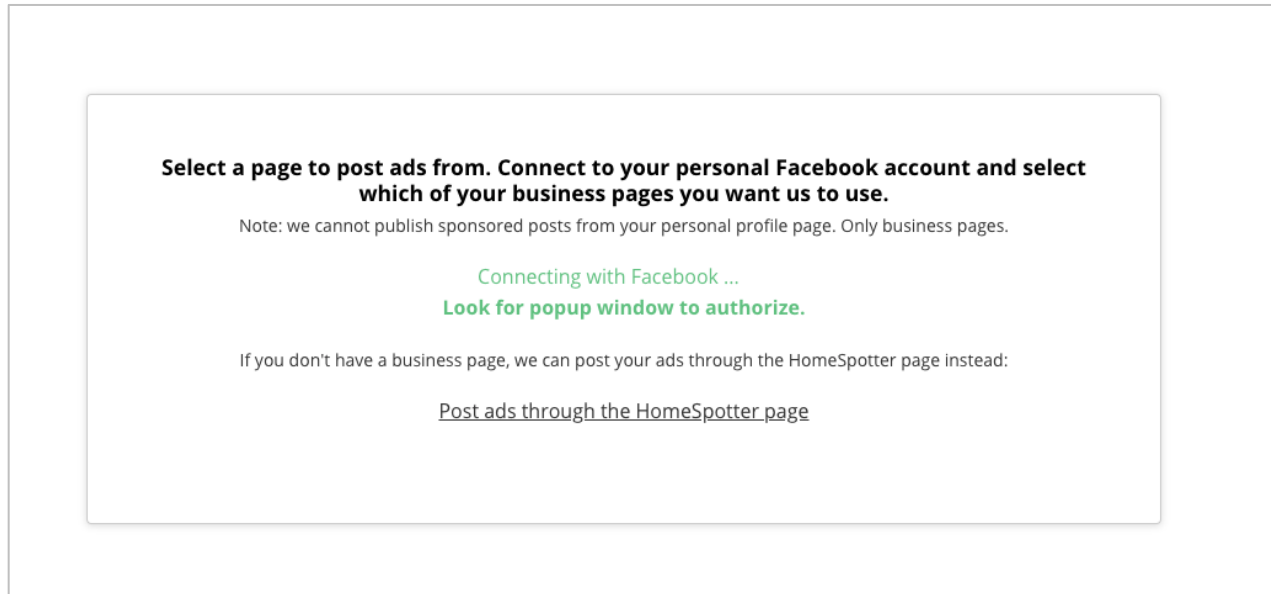 Select a page to post ads from. Connect to your personal Facebook account and select
which of your business pages you want us to use.
Note: we cannot publish sponsored posts from your personal profile page. Only business pages.
Connecting with Facebook ...
Look for popup window to authorize.
If you don't have a business page, we can post your ads through the HomeSpotter page instead:
Post ads through the HomeSpotter page